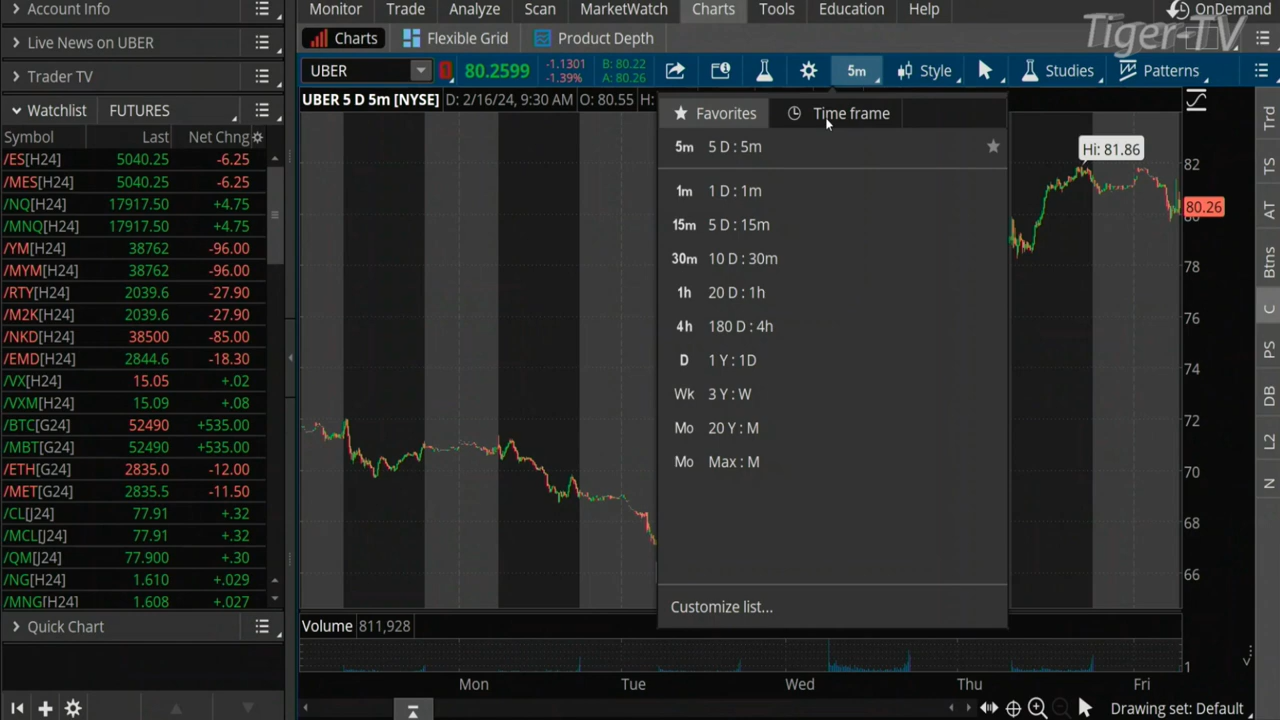 Account Info
Monitor Trade Analyze Scan MarketWatch Charts Tools Education Help OnDemand
Tiger-TV
Live News on UBER
Charts Flexible Grid Product Depth
Trader TV
UBER 1 80.2599 -1.1301 -1.39% B: 80.22 A: 80.26 5m Style Studies Patterns
Watchlist FUTURES
UBER 5 D 5m [NYSE] D: 2/16/24, 9:30 AM O: 80.55 H:
Favorites Time frame
Symbol Last Net Chng
/ES[H24] 5040.25 -6.25
/MES[H24] 5040.25 -6.25
/NQ[H24] 17917.50 +4.75
/MNQ[H24] 17917.50 +4.75
/YM[H24] 38762 -96.00
/MYM[H24] 38762 -96.00
/RTY[H24] 2039.6 -27.90
/M2K[H24] 2039.6 -27.90
/NKD[H24] 38500 -85.00
/EMD[H24] 2844.6 -18.30
/VX[H24] 15.05 +.02
/VXM[H24] 15.09 +.08
/BTC[G24] 52490 +535.00
/MBT[G24] 52490 +535.00
/ETH[G24] 2835.0 -12.00
/MET[G24] 2835.5 -11.50
/CL[J24] 77.91 +.32
/MCL[J24] 77.91 +.32
/QM[J24] 77.900 +.30
/NG[H24] 1.610 +.029
/MNG[H24] 1.608 +.027
Quick Chart
5m 5 D : 5m
1m 1 D : 1m
15m 5 D : 15m
30m 10 D : 30m
1h 20 D : 1h
4h 180 D : 4h
D 1 Y : 1D
Wk 3 Y : W
Mo 20 Y : M
Mo Max : M
Customize list...
Hi: 81.86
82
80.26
78
76
74
72
70
68
66
Volume 811,928
1
Mon Tue Wed Thu Fri
Drawing set: Default
Trd
TS
AT
Btns
C
PS
DB
L2
N